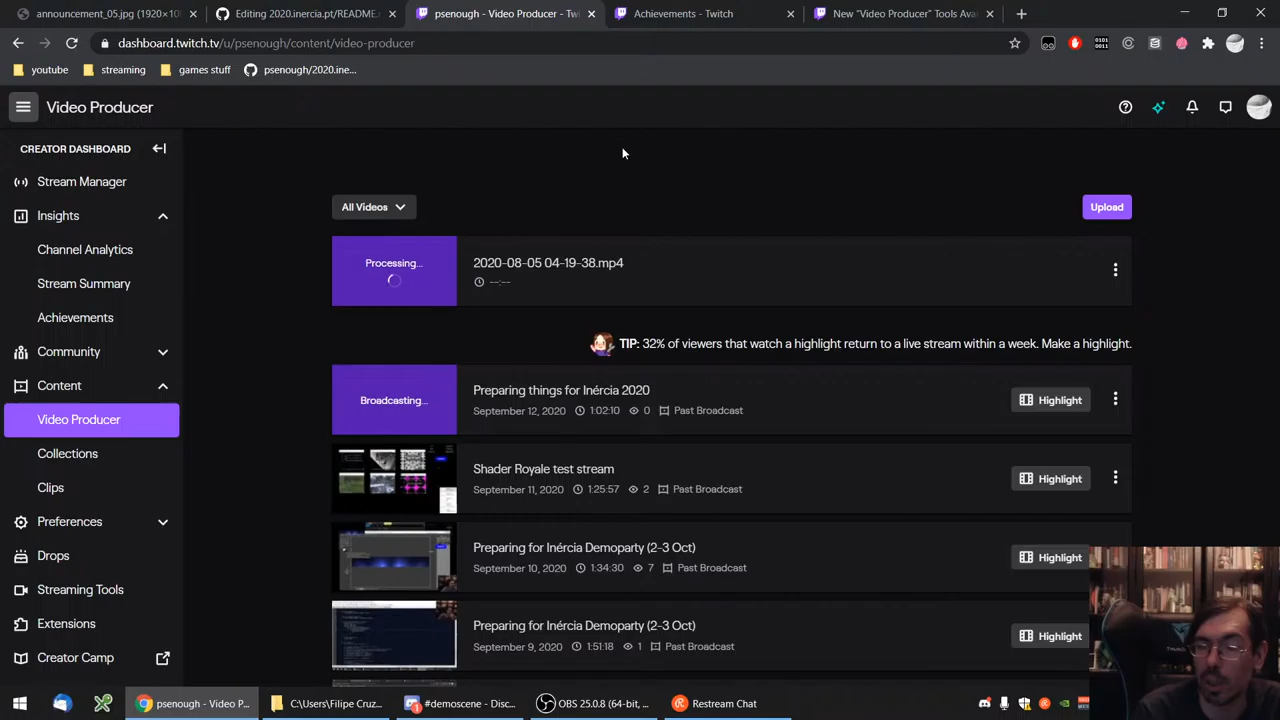 announcement_05.jpg (1920×10
Editing 2020.inercia.pt/README.
psenough - Video Producer - Twi
Achievements - Twitch
New "Video Producer" Tools Ava
dashboard.twitch.tv/u/psenough/content/video-producer
youtube
streaming
games stuff
psenough/2020.ine...
Video Producer
CREATOR DASHBOARD
Stream Manager
Insights
Channel Analytics
Stream Summary
Achievements
Community
Content
Video Producer
Collections
Clips
Preferences
Drops
Streaming Tools
Extensions
Creator Camp
All Videos
Upload
Processing...
2020-08-05 04-19-38.mp4
--:--
TIP: 32% of viewers that watch a highlight return to a live stream within a week. Make a highlight.
Broadcasting...
Preparing things for Inércia 2020
September 12, 2020 1:02:10 0 Past Broadcast
Highlight
Shader Royale test stream
September 11, 2020 1:25:57 2 Past Broadcast
Highlight
Preparing for Inércia Demoparty (2-3 Oct)
September 10, 2020 1:34:30 7 Past Broadcast
Highlight
Preparing for Inércia Demoparty (2-3 Oct)
September 9, 2020 1:51:18 1 Past Broadcast
Highlight
psenough - Video P...
C:\Users\Filipe Cruz...
#demoscene - Disc...
OBS 25.0.8 (64-bit, ...
Restream Chat